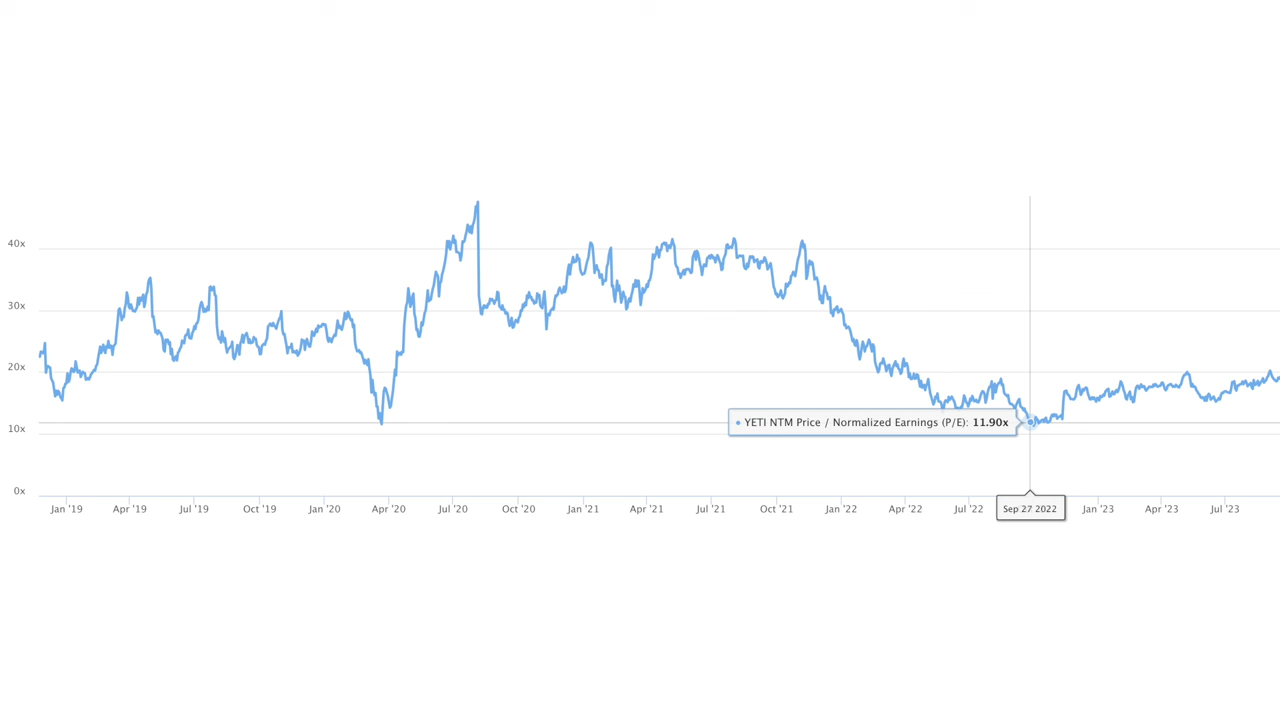 40x
30x
20x
10x
0x
YETI NTM Price / Normalized Earnings (P/E): 11.90x
Jan '19 Apr '19 Jul '19 Oct '19 Jan '20 Apr '20 Jul '20 Oct '20 Jan '21 Apr '21 Jul '21 Oct '21 Jan '22 Apr '22 Jul '22 Sep 27 2022 Jan '23 Apr '23 Jul '23